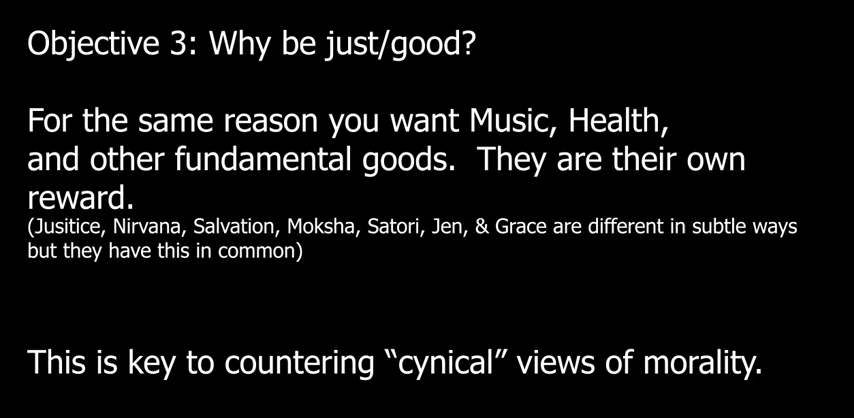 Objective 3: Why be just/good?
For the same reason you want Music, Health,
and other fundamental goods.  They are their own
reward.
(Jusitice, Nirvana, Salvation, Moksha, Satori, Jen, & Grace are different in subtle ways
but they have this in common)
This is key to countering “cynical” views of morality.